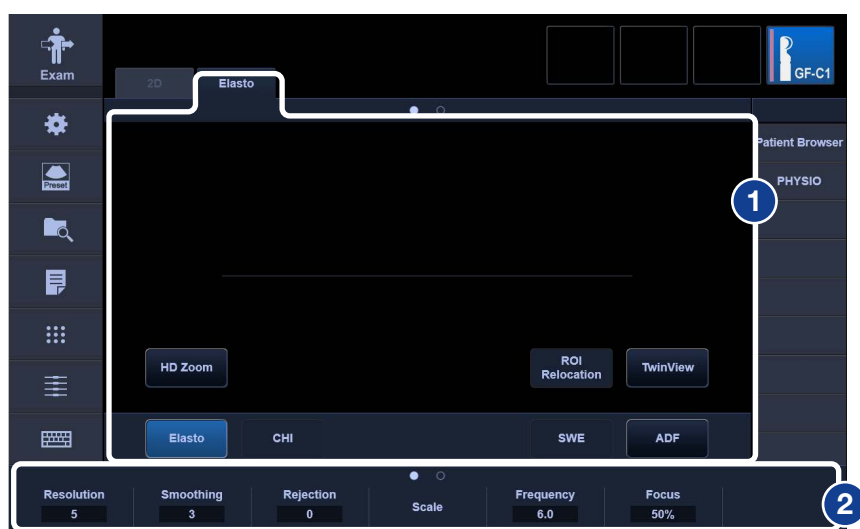 Exam
GF-C1
2D
Elasto
Patient Browser
Preset
PHYSIO
1
HD Zoom
ROI
Relocation
TwinView
Elasto
CHI
SWE
ADF
Resolution
Smoothing
Rejection
Scale
Frequency
Focus
5
3
0
6.0
50%
2